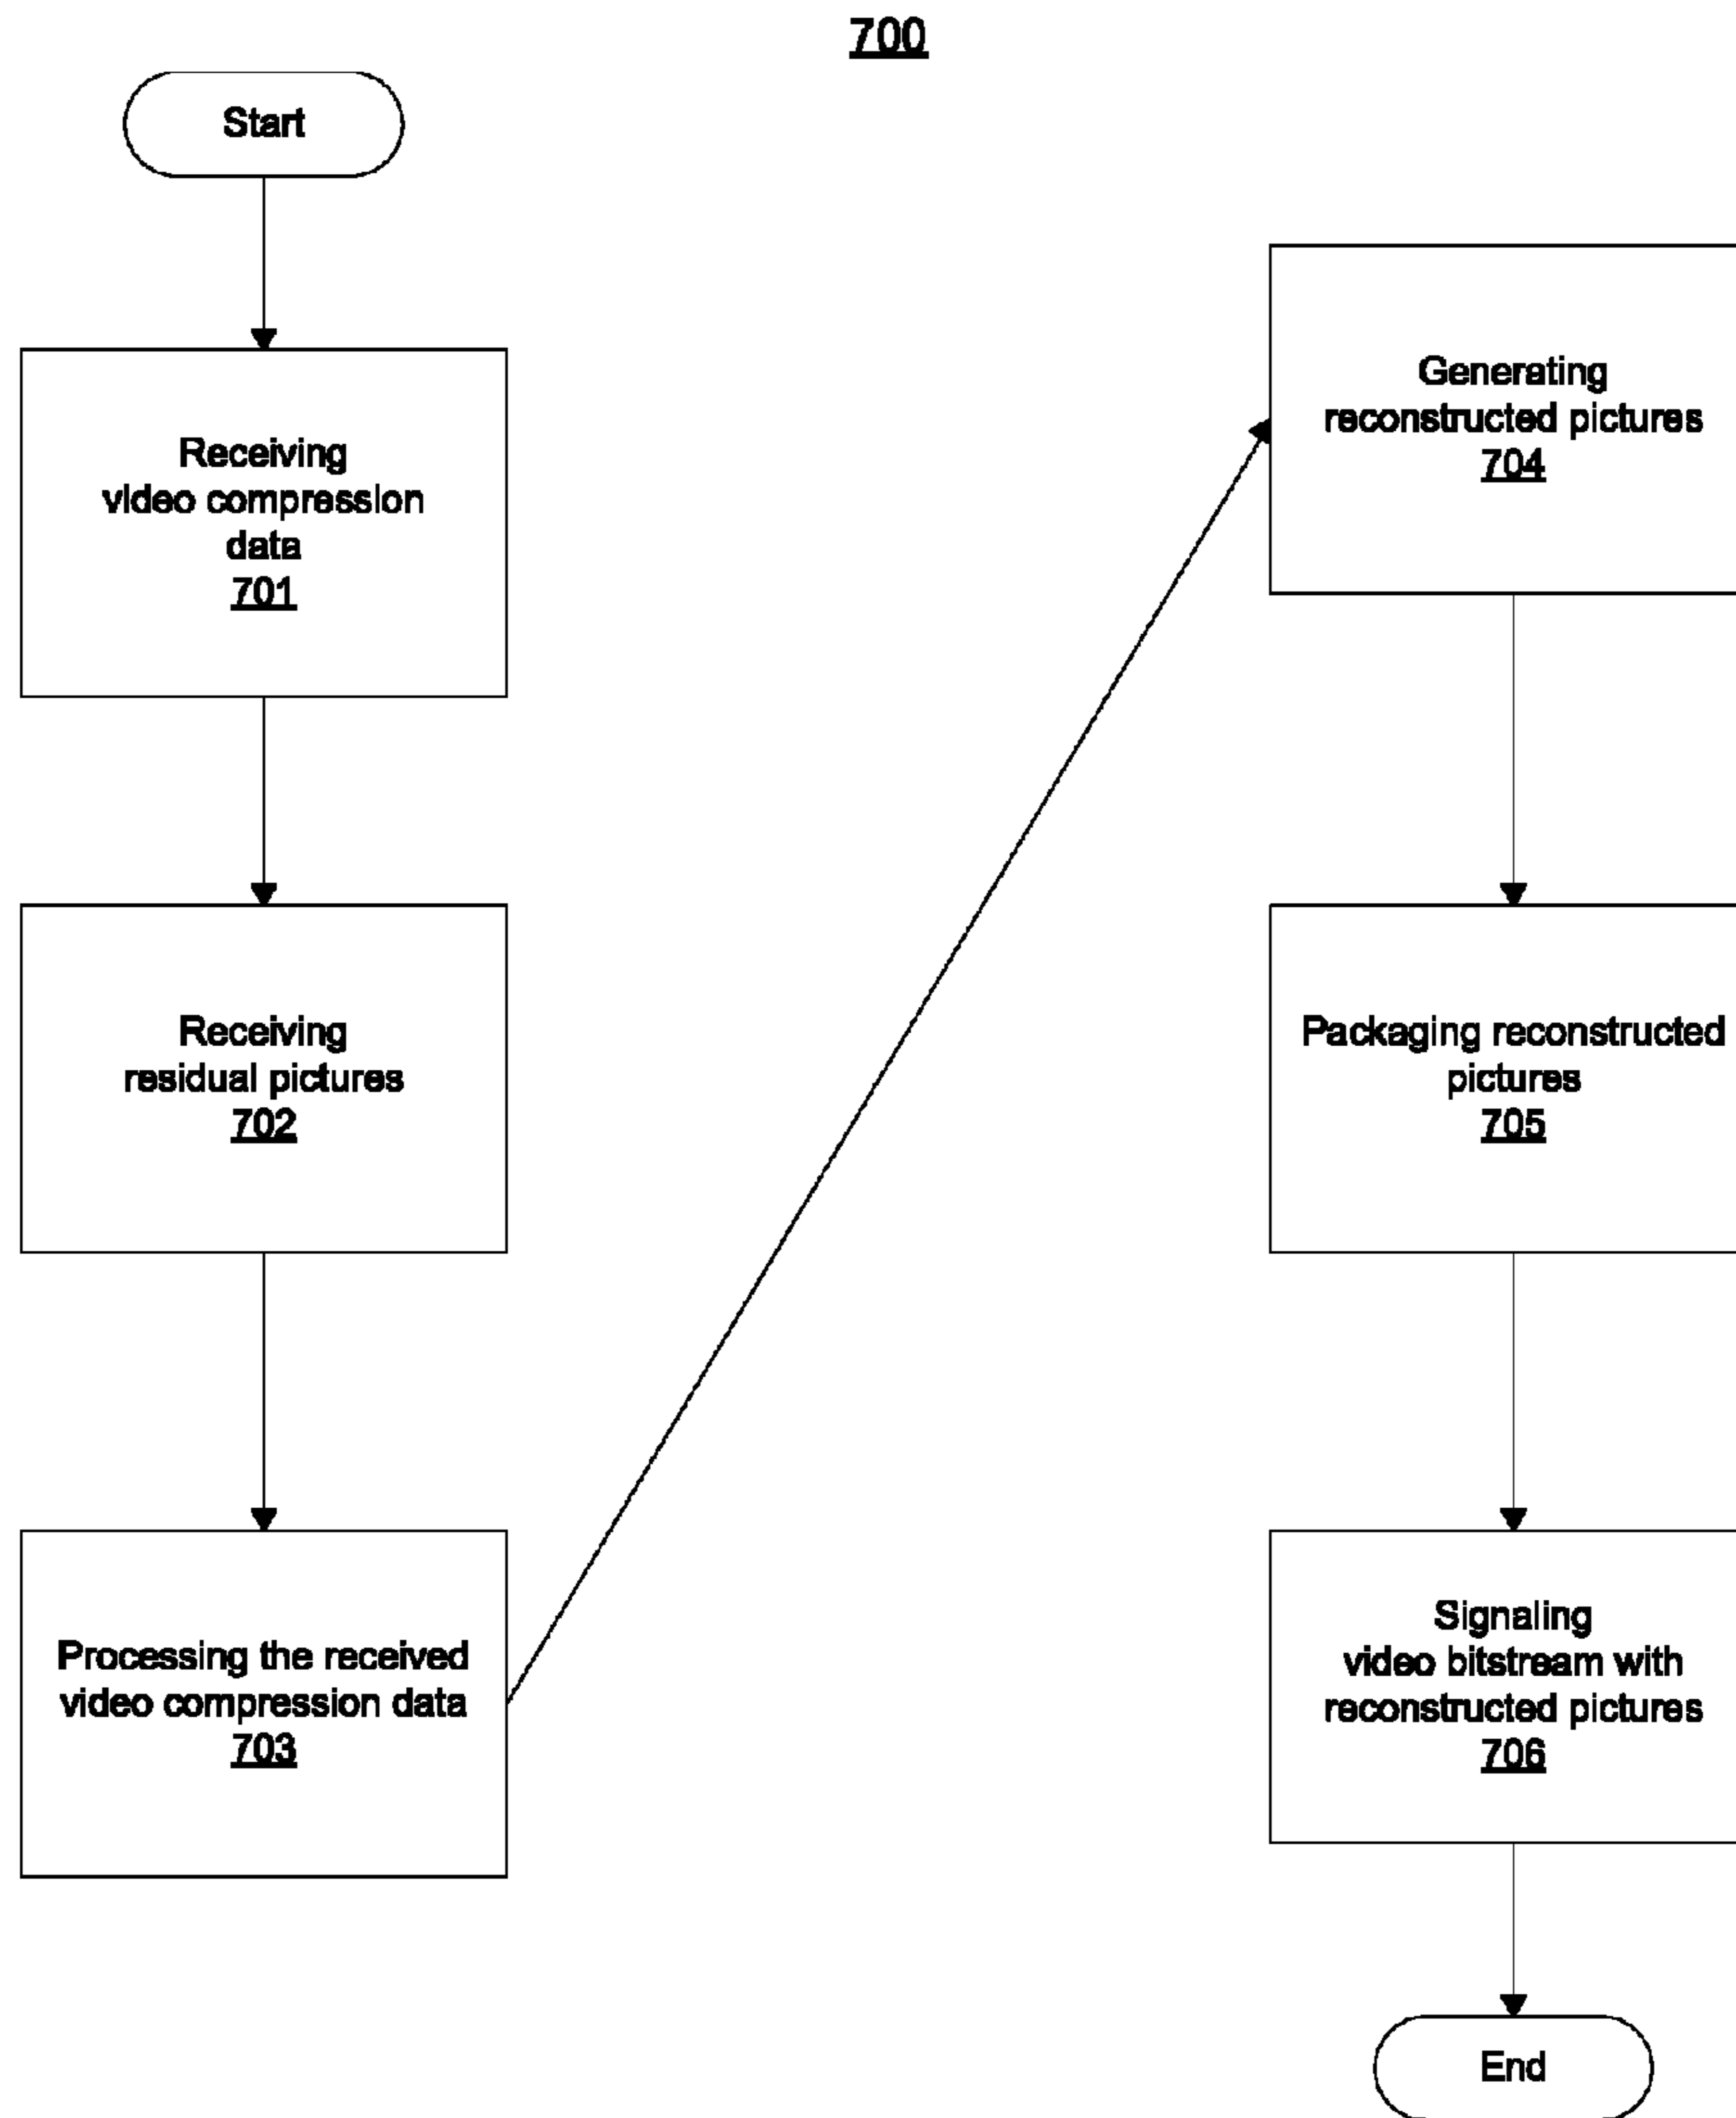 700
Start
Receiving
video compression
data
701
Receiving
residual pictures
702
Processing the received
video compression data
703
Generating
reconstructed pictures
704
Packaging reconstructed
pictures
705
Signaling
video bitstream with
reconstructed pictures
706
End